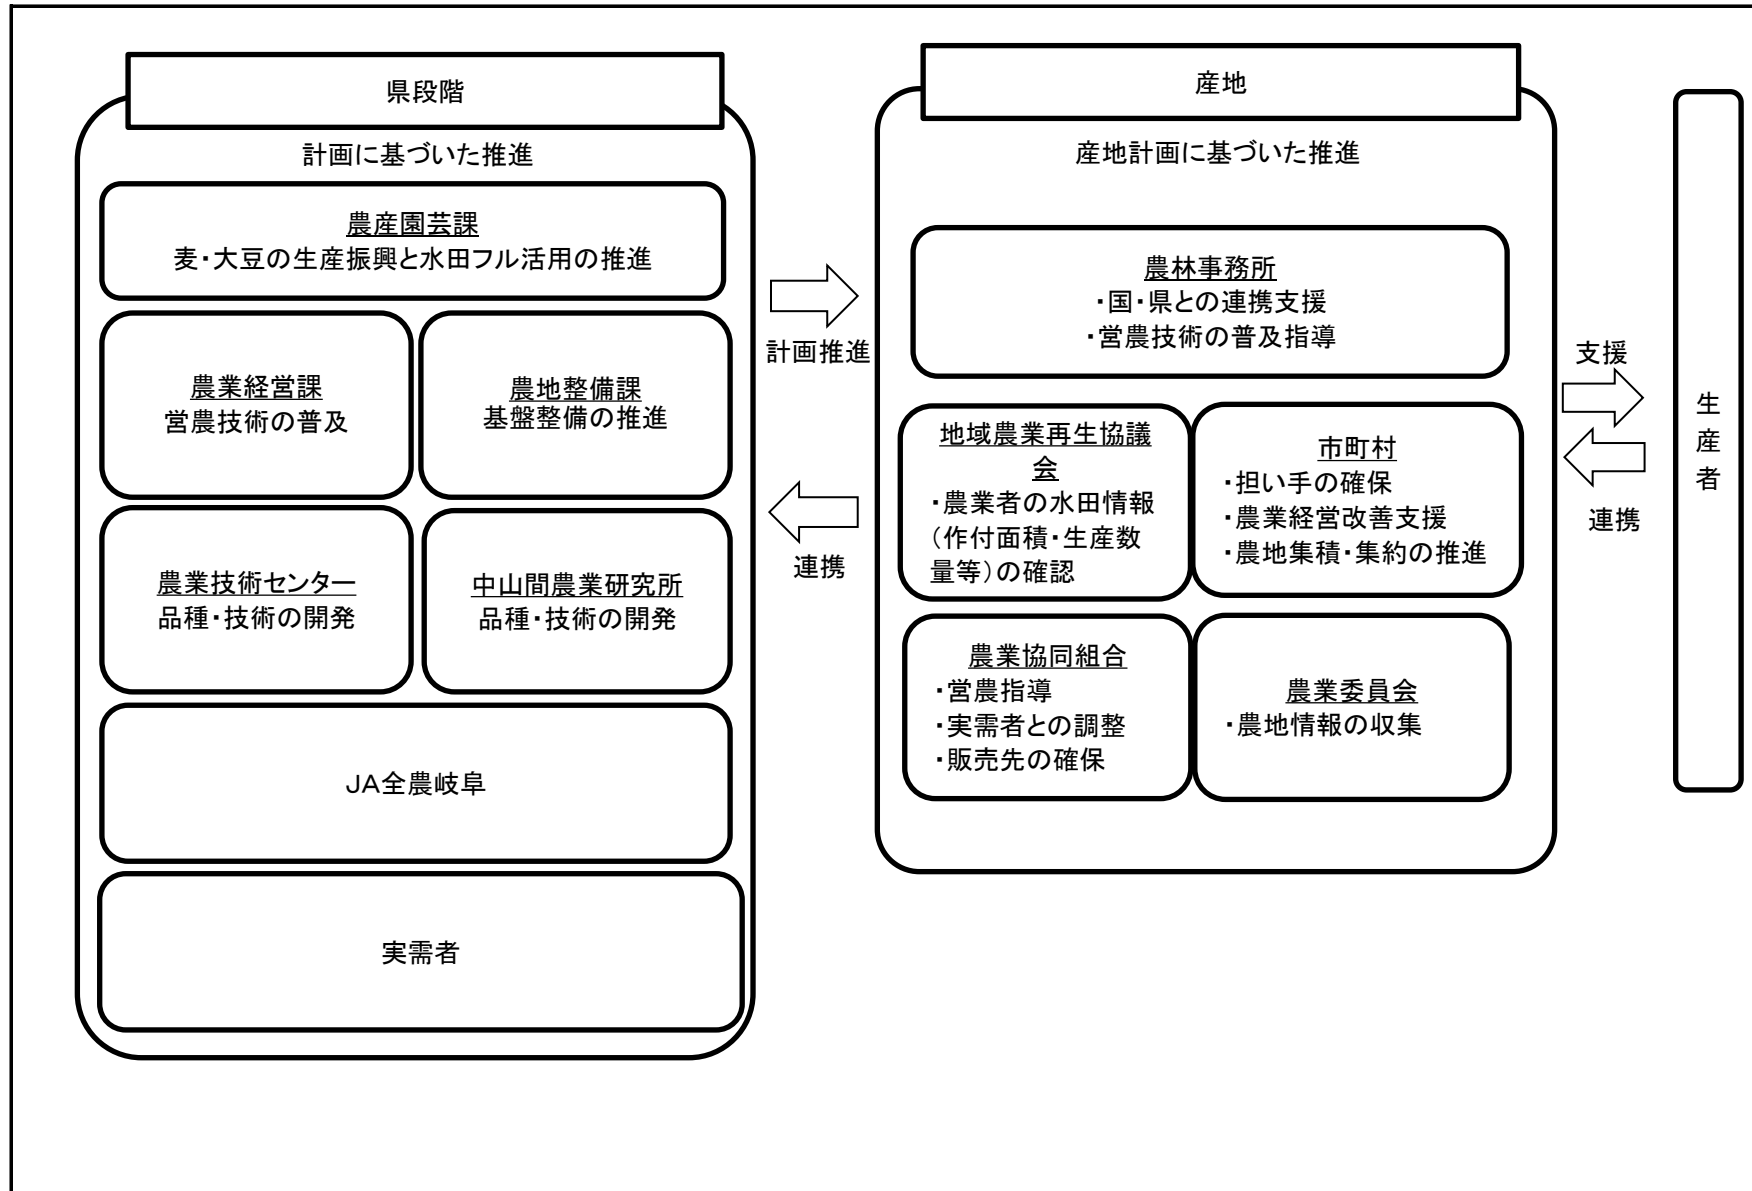 県段階
計画に基づいた推進
農産園芸課
麦・大豆の生産振興と水田フル活用の推進
農業経営課
営農技術の普及
農地整備課
基盤整備の推進
農業技術センター
品種・技術の開発
中山間農業研究所
品種・技術の開発
JA全農岐阜
実需者
計画推進
連携
産地
産地計画に基づいた推進
農林事務所
・国・県との連携支援
・営農技術の普及指導
地域農業再生協議
会
・農業者の水田情報
（作付面積・生産数
量等）の確認
市町村
・担い手の確保
・農業経営改善支援
・農地集積・集約の推進
農業協同組合
・営農指導
・実需者との調整
・販売先の確保
農業委員会
・農地情報の収集
支援
連携
生
産
者